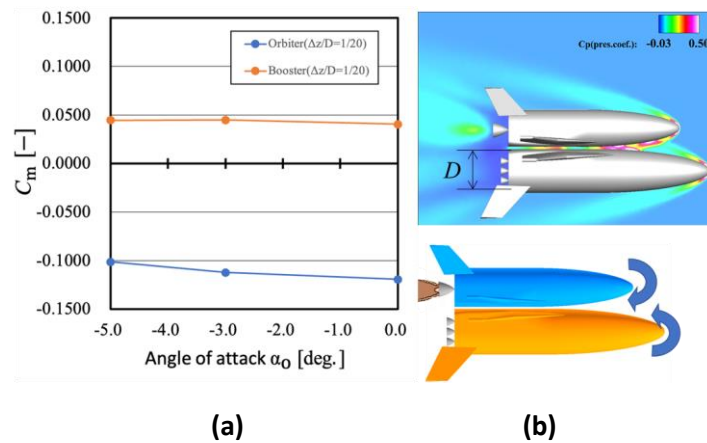 Orbiter(Δz/D=1/20)
Booster(Δz/D=1/20)
0.1500
0.1000
0.0500
0.0000
-0.0500
-0.1000
-0.1500
Cm [−]
-5.0 -4.0 -3.0 -2.0 -1.0 0.0
Angle of attack αo [deg.]
Cp(pres.coef.): -0.03 0.50
D
(a) (b)